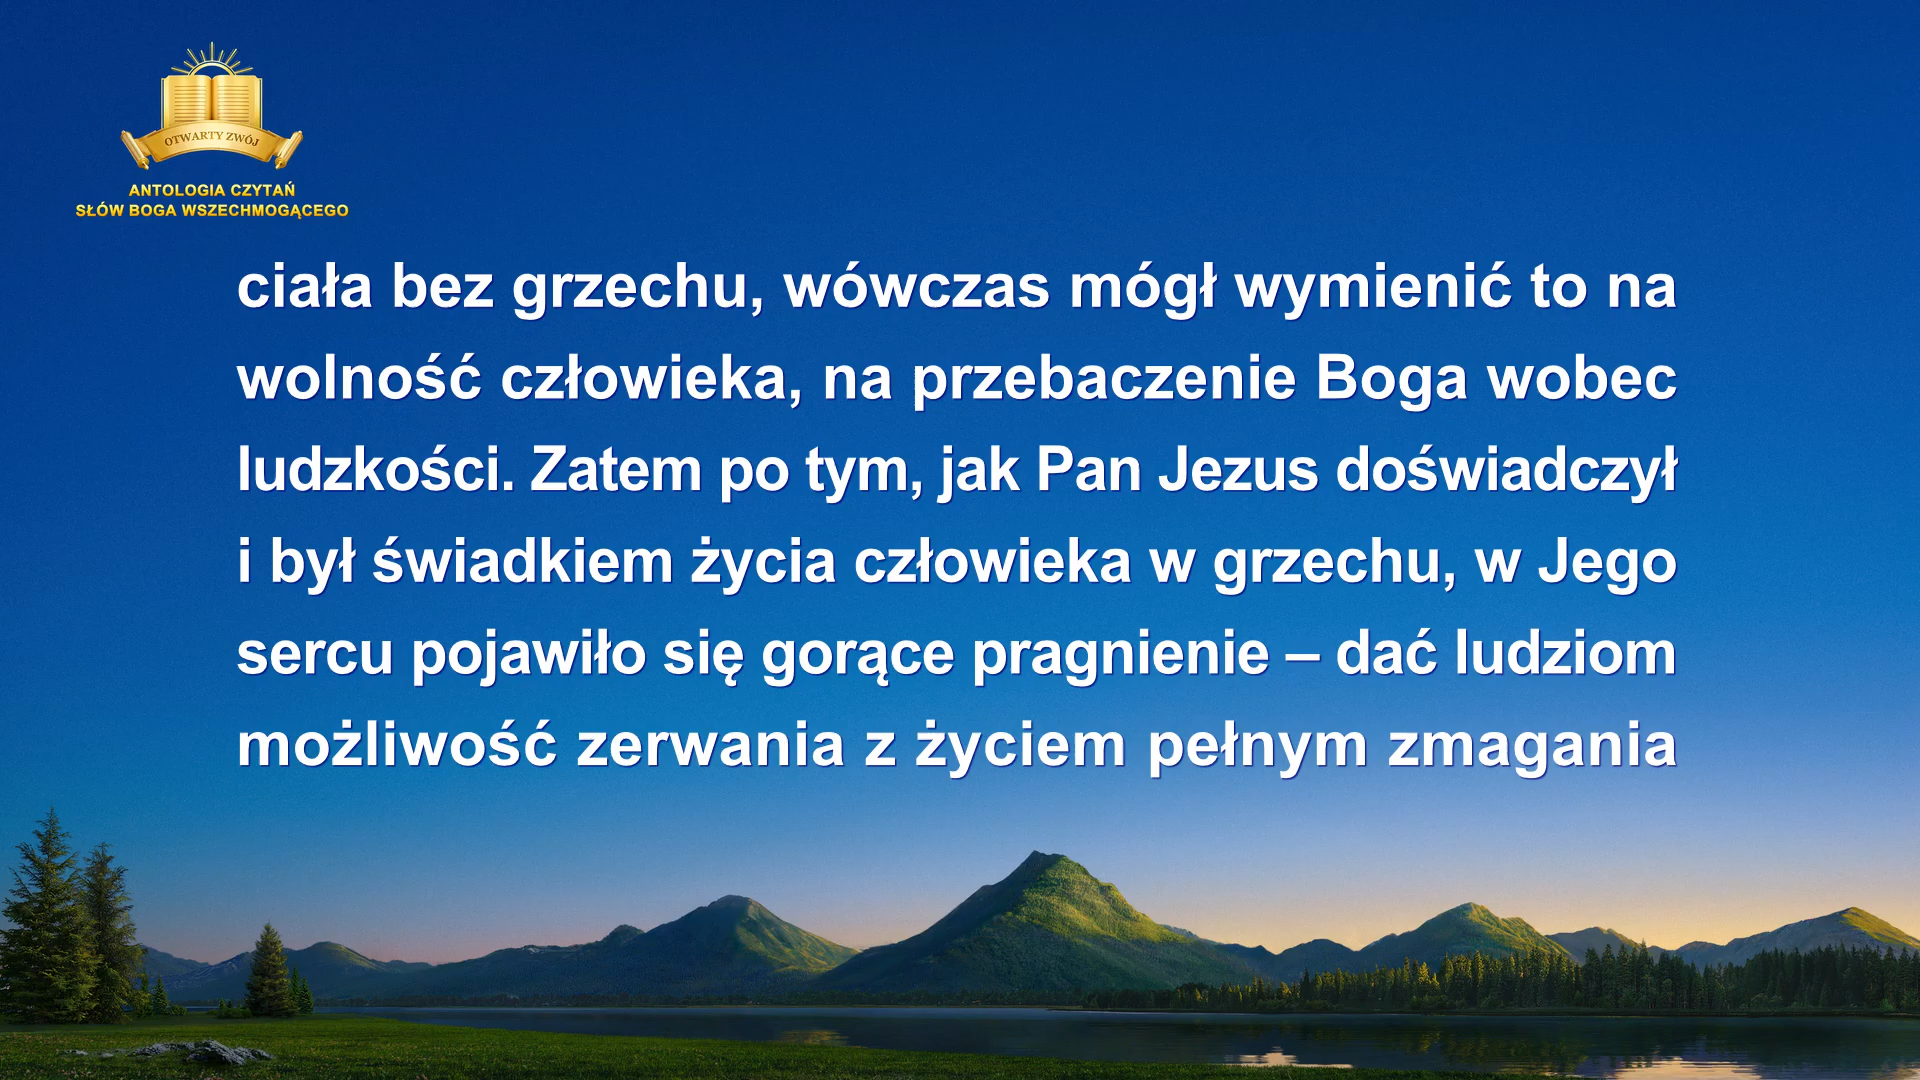 OTWARTY ZWÓJ
ANTOLOGIA CZYTAŃ
SŁÓW BOGA WSZECHMOGĄCEGO
ciała bez grzechu, wówczas mógł wymienić to na
wolność człowieka, na przebaczenie Boga wobec
ludzkości. Zatem po tym, jak Pan Jezus doświadczył
i był świadkiem życia człowieka w grzechu, w Jego
sercu pojawiło się gorące pragnienie – dać ludziom
możliwość zerwania z życiem pełnym zmagania